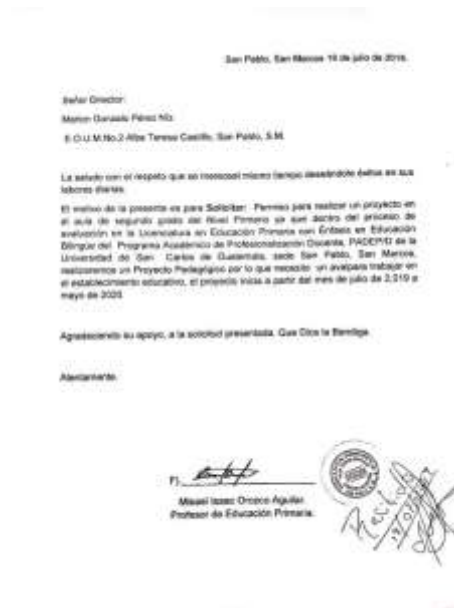 San Pablo, San Marcos 19 de julio de 2019.
Señor Director:
Marlon Gonzalo Pérez
E.O.U.M.No.2 Alba Teresa Castillo, San Pablo, S.M.
La saludo con el respeto que se merece mismo tiempo deseándole éxitos en sus
labores diarias.
El motivo de la presente es para Solicitar: Permiso para realizar un proyecto en
el aula de segundo grado del Nivel Primario ya que dentro del proceso de
evaluación en la Licenciatura en Educación Primaria con Énfasis en Educación
Bilingüe del Programa Académico de Profesionalización Docente, PADEP/D de la
Universidad de San Carlos de Guatemala, sede San Pablo, San Marcos,
realizaremos un Proyecto Pedagógico por lo que necesito un aval para trabajar en
el establecimiento educativo, el proyecto inicia a partir del mes de julio de 2,019 a
mayo de 2020.
Agradeciendo su apoyo, a la solicitud presentada. Que Dios le Bendiga.
Atentamente.
F)
Misael Isaac Orozco Aguilar
Profesor de Educación Primaria.
Recibido